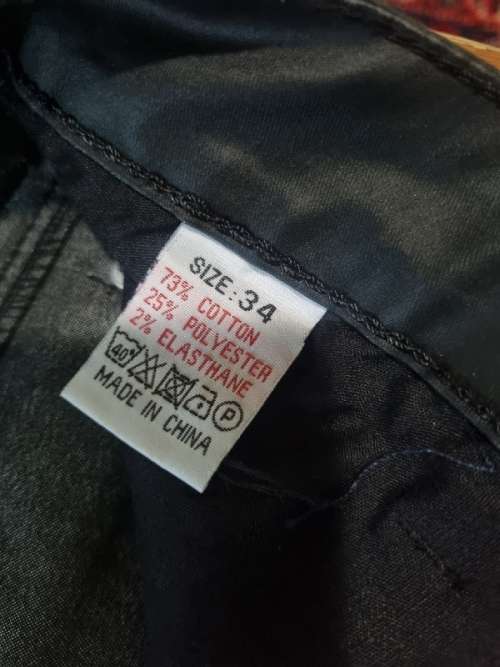 SIZE: 34
73% COTTON
25% POLYESTER
2% ELASTHANE
40° P
MADE IN CHINA